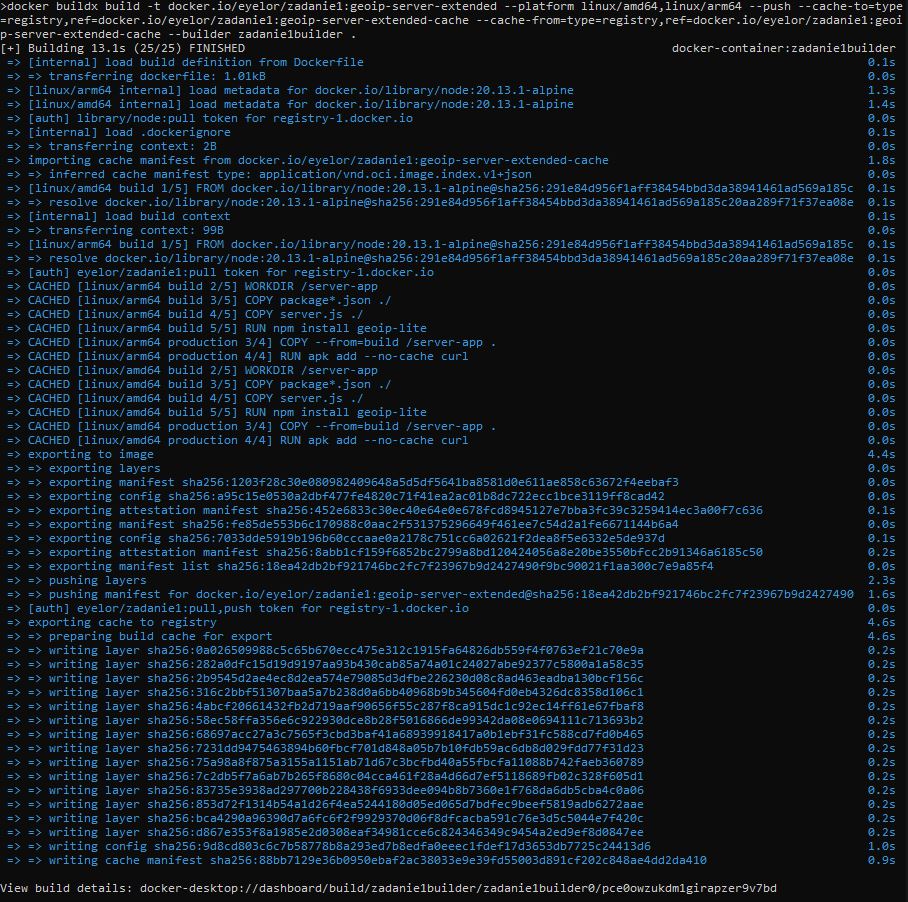 >docker buildx build -t docker.io/eyelor/zadanie1:geoip-server-extended --platform linux/amd64,linux/arm64 --push --cache-to=type
=registry,ref=docker.io/eyelor/zadanie1:geoip-server-extended-cache --cache-from=type=registry,ref=docker.io/eyelor/zadanie1:geoi
p-server-extended-cache --builder zadanie1builder .
[+] Building 13.1s (25/25) FINISHED docker-container:zadanie1builder
=> [internal] load build definition from Dockerfile 0.1s
=> => transferring dockerfile: 1.01kB 0.0s
=> [linux/arm64 internal] load metadata for docker.io/library/node:20.13.1-alpine 1.3s
=> [linux/amd64 internal] load metadata for docker.io/library/node:20.13.1-alpine 1.4s
=> [auth] library/node:pull token for registry-1.docker.io 0.0s
=> [internal] load .dockerignore 0.1s
=> => transferring context: 2B 0.0s
=> importing cache manifest from docker.io/eyelor/zadanie1:geoip-server-extended-cache 1.8s
=> => inferred cache manifest type: application/vnd.oci.image.index.v1+json 0.0s
=> [linux/amd64 build 1/5] FROM docker.io/library/node:20.13.1-alpine@sha256:291e84d956f1aff38454bbd3da38941461ad569a185c 0.1s
=> => resolve docker.io/library/node:20.13.1-alpine@sha256:291e84d956f1aff38454bbd3da38941461ad569a185c20aa289f71f37ea08e 0.1s
=> [internal] load build context 0.1s
=> => transferring context: 99B 0.0s
=> [linux/arm64 build 1/5] FROM docker.io/library/node:20.13.1-alpine@sha256:291e84d956f1aff38454bbd3da38941461ad569a185c 0.1s
=> => resolve docker.io/library/node:20.13.1-alpine@sha256:291e84d956f1aff38454bbd3da38941461ad569a185c20aa289f71f37ea08e 0.1s
=> [auth] eyelor/zadanie1:pull token for registry-1.docker.io 0.0s
=> CACHED [linux/arm64 build 2/5] WORKDIR /server-app 0.0s
=> CACHED [linux/arm64 build 3/5] COPY package*.json ./ 0.0s
=> CACHED [linux/arm64 build 4/5] COPY server.js ./ 0.0s
=> CACHED [linux/arm64 build 5/5] RUN npm install geoip-lite 0.0s
=> CACHED [linux/arm64 production 3/4] COPY --from=build /server-app . 0.0s
=> CACHED [linux/arm64 production 4/4] RUN apk add --no-cache curl 0.0s
=> CACHED [linux/amd64 build 2/5] WORKDIR /server-app 0.0s
=> CACHED [linux/amd64 build 3/5] COPY package*.json ./ 0.0s
=> CACHED [linux/amd64 build 4/5] COPY server.js ./ 0.0s
=> CACHED [linux/amd64 build 5/5] RUN npm install geoip-lite 0.0s
=> CACHED [linux/amd64 production 3/4] COPY --from=build /server-app . 0.0s
=> CACHED [linux/amd64 production 4/4] RUN apk add --no-cache curl 0.0s
=> exporting to image 4.4s
=> => exporting layers 0.0s
=> => exporting manifest sha256:1203f28c30e080982409648a5d5df5641ba8581d0e611ae858c63672f4eebaf3 0.0s
=> => exporting config sha256:a95c15e0530a2dbf477fe4820c71f41ea2ac01b8dc722ecc1bce3119ff8cad42 0.0s
=> => exporting attestation manifest sha256:452e6833c30ec40e64e0e678fcd8945127e7bba3fc39c3259414ec3a00f7c636 0.1s
=> => exporting manifest sha256:fe85de553b6c170988c0aac2f531375296649f461ee7c54d2a1fe6671144b6a4 0.0s
=> => exporting config sha256:7033dde5919b196b60cccaae0a2178c751cc6a02621f2dea8f5e6332e5de937d 0.1s
=> => exporting attestation manifest sha256:8abb1cf159f6852bc2799a8bd120424056a8e20be3550bfcc2b91346a6185c50 0.2s
=> => exporting manifest list sha256:18ea42db2bf921746bc2fc7f23967b9d2427490f9bc90021f1aa300c7e9a85f4 0.0s
=> => pushing layers 2.3s
=> => pushing manifest for docker.io/eyelor/zadanie1:geoip-server-extended@sha256:18ea42db2bf921746bc2fc7f23967b9d2427490 1.6s
=> [auth] eyelor/zadanie1:pull,push token for registry-1.docker.io 0.0s
=> exporting cache to registry 4.6s
=> => preparing build cache for export 4.6s
=> => writing layer sha256:0a026509988c5c65b670ecc475e312c1915fa64826db559f4f0763ef21c70e9a 0.2s
=> => writing layer sha256:282a0dfc15d19d9197aa93b430cab85a74a01c24027abe92377c5800a1a58c35 0.2s
=> => writing layer sha256:2b9545d2ae4ec8d2ea574e79085d3dfbe226230d08c8ad463eadba130bcf156c 0.2s
=> => writing layer sha256:316c2bbf51307baa5a7b238d0a6bb40968b9b345604fd0eb4326dc8358d106c1 0.2s
=> => writing layer sha256:4abcf20661432fb2d719aaf90656f55c287f8ca915dc1c92ec14ff61e67fbaf8 0.2s
=> => writing layer sha256:58ec58ffa356e6c922930dce8b28f5016866de99342da08e0694111c713693b2 0.2s
=> => writing layer sha256:68697acc27a3c7565f3cbd3baf41a68939918417a0b1ebf31fc588cd7fd0b465 0.2s
=> => writing layer sha256:7231dd9475463894b60fbcf701d848a05b7b10fdb59ac6db8d029fdd77f31d23 0.2s
=> => writing layer sha256:75a98a8f875a3155a1151ab71d67c3bcfbd40a55fbcfa11088b742faeb360789 0.2s
=> => writing layer sha256:7c2db5f7a6ab7b265f8680c04cca461f28a4d66d7ef5118689fb02c328f605d1 0.2s
=> => writing layer sha256:83735e3938ad297700b228438f6933dee094b8b7360e1f768da6db5cba4c0a06 0.2s
=> => writing layer sha256:853d72f1314b54a1d26f4ea5244180d05ed065d7bdfec9beef5819adb6272aae 0.2s
=> => writing layer sha256:bca4290a96390d7a6fc6f2f9929370d06f8dfcacba591c76e3d5c5044e7f420c 0.2s
=> => writing layer sha256:d867e353f8a1985e2d0308eaf34981cce6c824346349c9454a2ed9ef8d0847ee 0.2s
=> => writing config sha256:9d8cd803c6c7b58778b8a293ed7b8edfa0eeec1fdef17d3653db7725c24413d6 1.0s
=> => writing cache manifest sha256:88bb7129e36b0950ebaf2ac38033e9e39fd55003d891cf202c848ae4dd2da410 0.9s
View build details: docker-desktop://dashboard/build/zadanie1builder/zadanie1builder0/pce0owzukdm1girapzer9v7bd